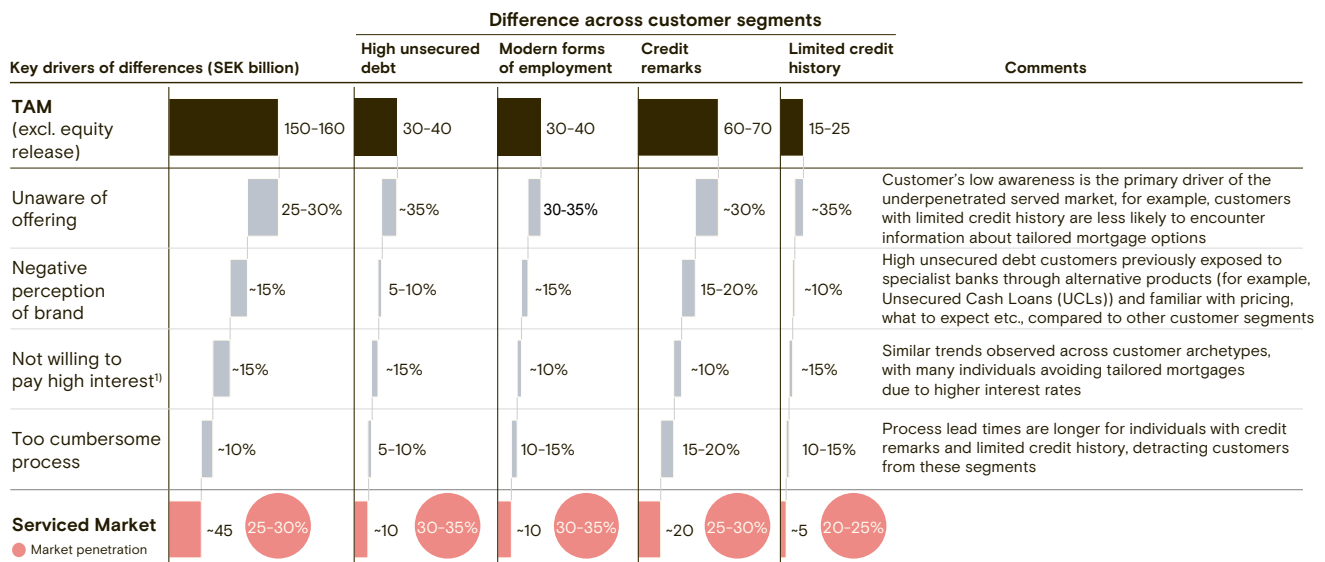 Difference across customer segments
Key drivers of differences (SEK billion)
High unsecured
debt
Modern forms
of employment
Credit
remarks
Limited credit
history
Comments
TAM
(excl. equity
release)
150-160
30-40
30-40
60-70
15-25
Unaware of
offering
25-30%
~35%
30-35%
~30%
~35%
Customer's low awareness is the primary driver of the
underpenetrated served market, for example, customers
with limited credit history are less likely to encounter
information about tailored mortgage options
Negative
perception
of brand
~15%
5-10%
~15%
15-20%
~10%
High unsecured debt customers previously exposed to
specialist banks through alternative products (for example,
Unsecured Cash Loans (UCLs)) and familiar with pricing,
what to expect etc., compared to other customer segments
Not willing to
pay high interest¹⁾
~15%
~15%
~10%
~10%
~15%
Similar trends observed across customer archetypes,
with many individuals avoiding tailored mortgages
due to higher interest rates
Too cumbersome
process
~10%
5-10%
10-15%
15-20%
10-15%
Process lead times are longer for individuals with credit
remarks and limited credit history, detracting customers
from these segments
Serviced Market
Market penetration
~45
25-30%
~10
30-35%
~10
30-35%
~20
25-30%
~5
20-25%